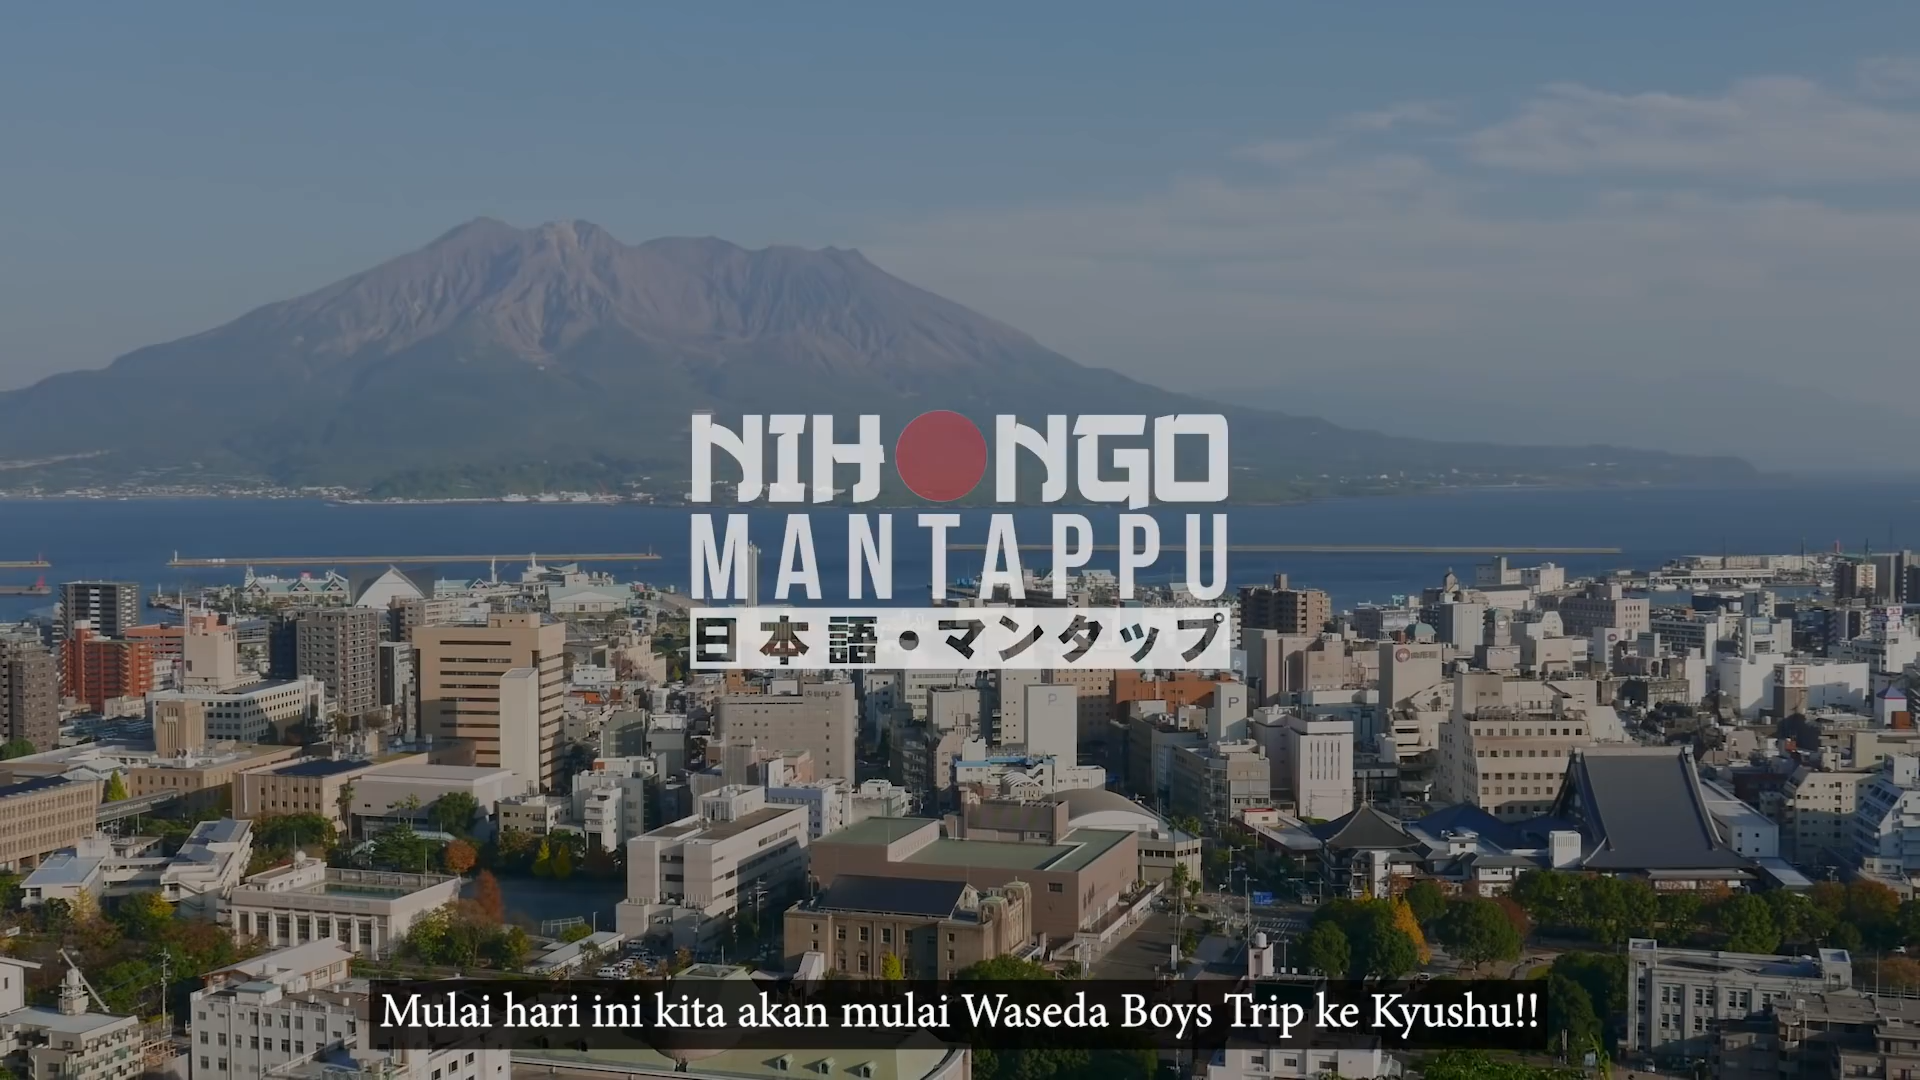 NIHONGO
MANTAPPU
日本語・マンタップ
P
P
Mulai hari ini kita akan mulai Waseda Boys Trip ke Kyushu!!